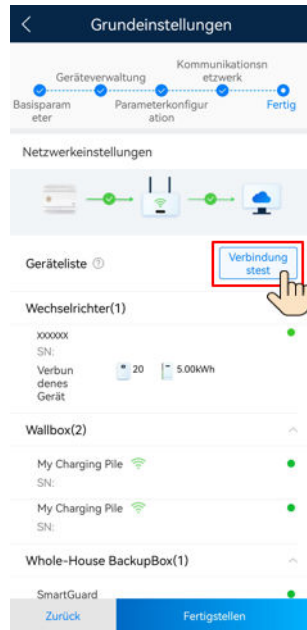 Grundeinstellungen
Kommunikationsn
Geräteverwaltung etzwerk
Basisparam Parameterkonfigur Fertig
eter ation
Netzwerkeinstellungen
Geräteliste
Verbindung
stest
Wechselrichter(1)
xxxxxx
SN:
Verbun 20 5.00kWh
denes
Gerät
Wallbox(2)
My Charging Pile
SN:
My Charging Pile
SN:
Whole-House BackupBox(1)
SmartGuard
Zurück Fertigstellen